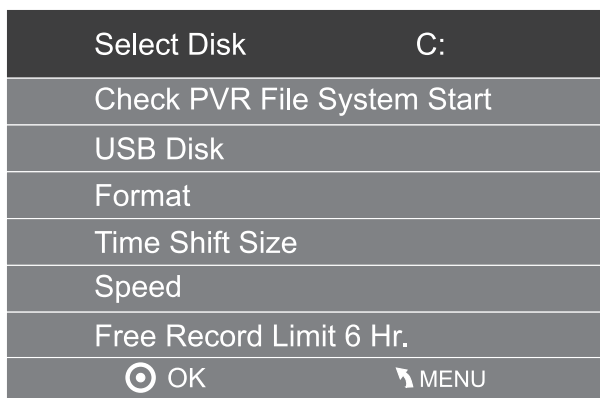 Select Disk C:
Check PVR File System Start
USB Disk
Format
Time Shift Size
Speed
Free Record Limit 6 Hr.
OK MENU